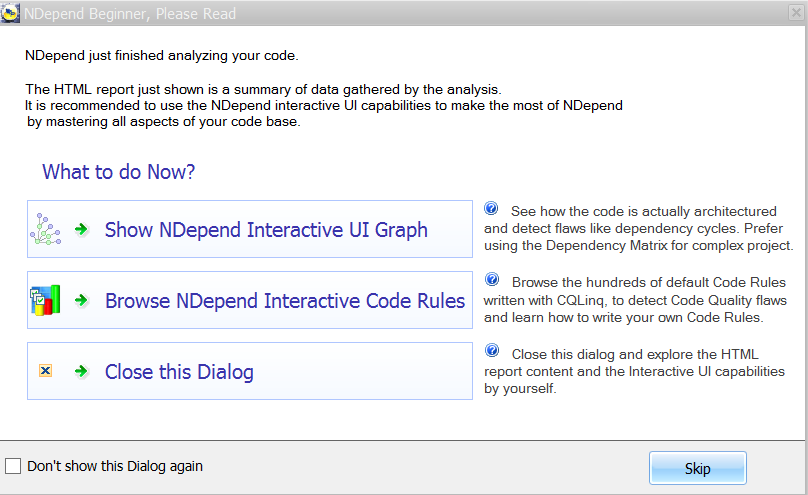 NDepend Beginner, Please Read
NDepend just finished analyzing your code.
The HTML report just shown is a summary of data gathered by the analysis.
It is recommended to use the NDepend interactive UI capabilities to make the most of NDepend
by mastering all aspects of your code base.
What to do Now?
Show NDepend Interactive UI Graph
See how the code is actually architectured
and detect flaws like dependency cycles. Prefer
using the Dependency Matrix for complex project.
Browse NDepend Interactive Code Rules
Browse the hundreds of default Code Rules
written with CQLinq, to detect Code Quality flaws
and learn how to write your own Code Rules.
Close this Dialog
Close this dialog and explore the HTML
report content and the Interactive UI capabilities
by yourself.
Don't show this Dialog again
Skip